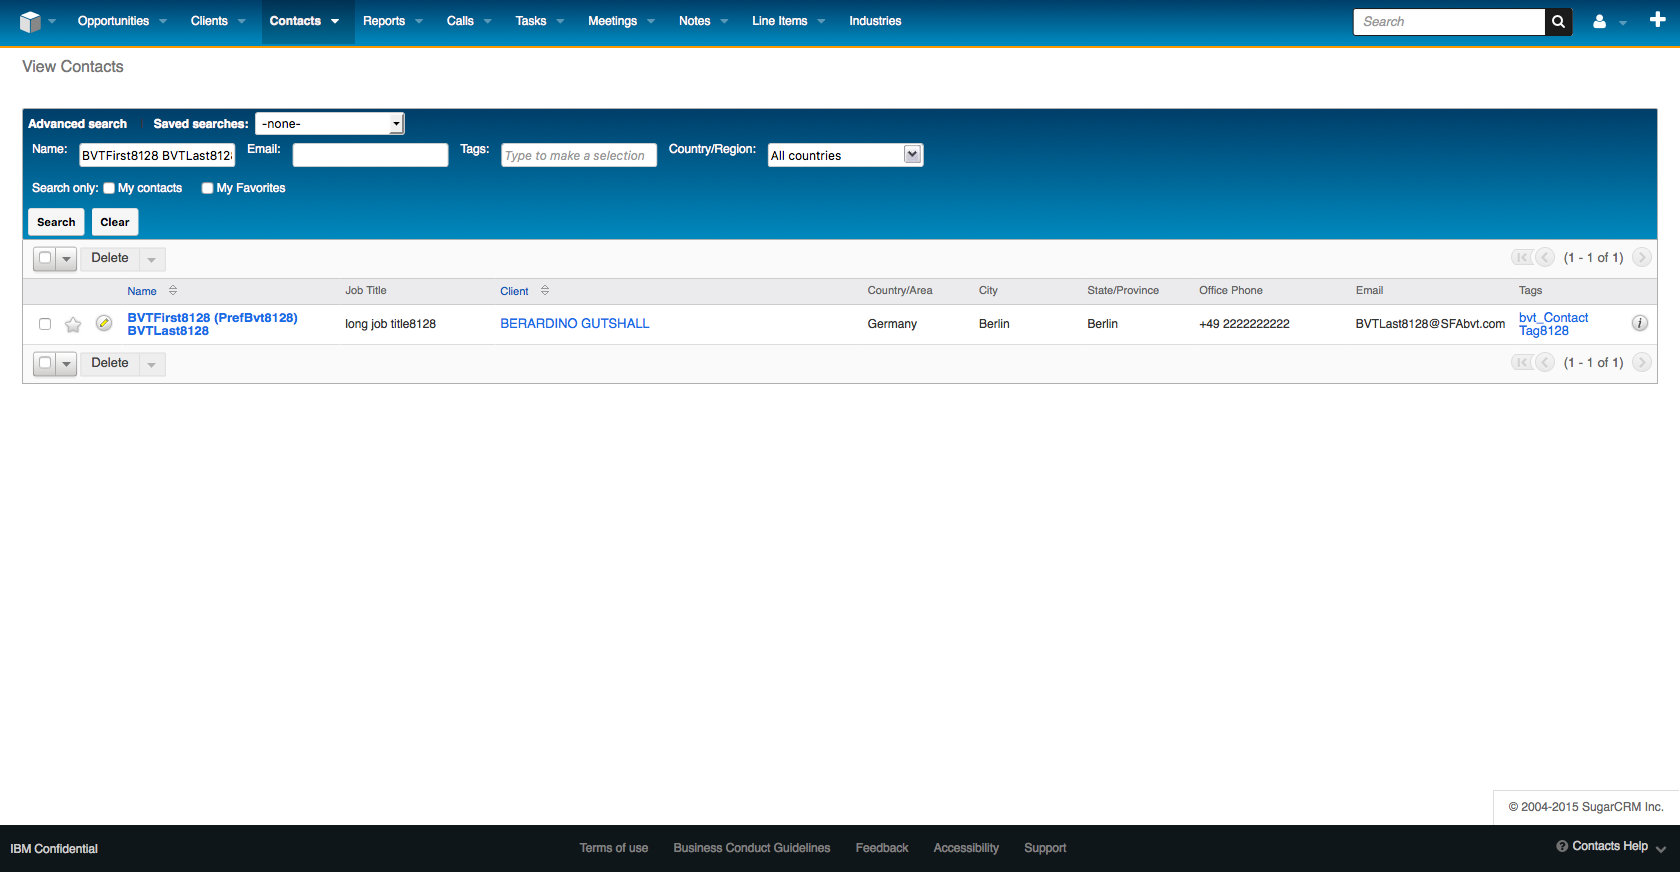 Opportunities Clients Contacts Reports Calls Tasks Meetings Notes Line Items Industries Search
View Contacts
Advanced search Saved searches: -none-
Name: BVTFirst8128 BVTLast812 Email: Tags: Type to make a selection Country/Region: All countries
Search only: My contacts My Favorites
Search Clear
Delete (1 - 1 of 1)
Name Job Title Client Country/Area City State/Province Office Phone Email Tags
BVTFirst8128 (PrefBvt8128)
BVTLast8128
long job title8128 BERARDINO GUTSHALL Germany Berlin Berlin +49 2222222222 BVTLast8128@SFAbvt.com
bvt_Contact
Tag8128
Delete (1 - 1 of 1)
© 2004-2015 SugarCRM Inc.
IBM Confidential Terms of use Business Conduct Guidelines Feedback Accessibility Support Contacts Help